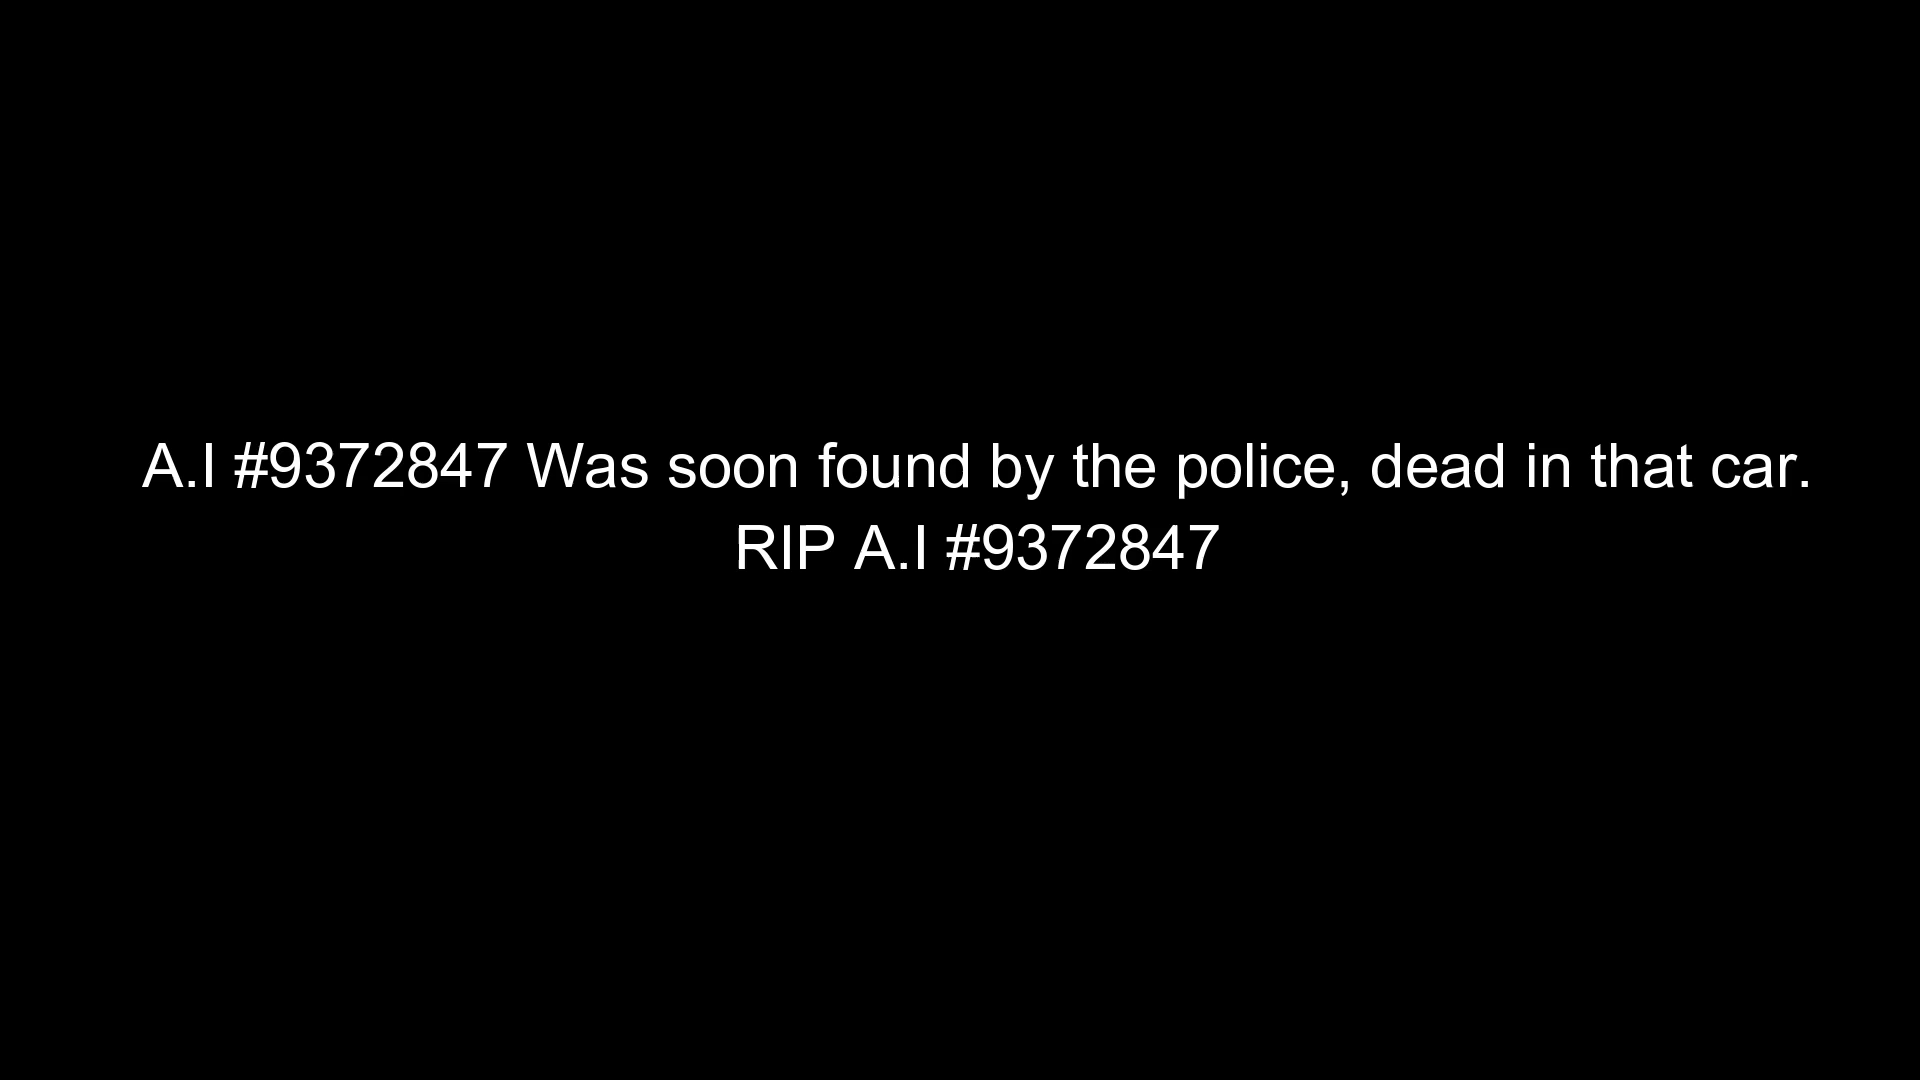 A.I #9372847 Was soon found by the police, dead in that car.
RIP A.I #9372847